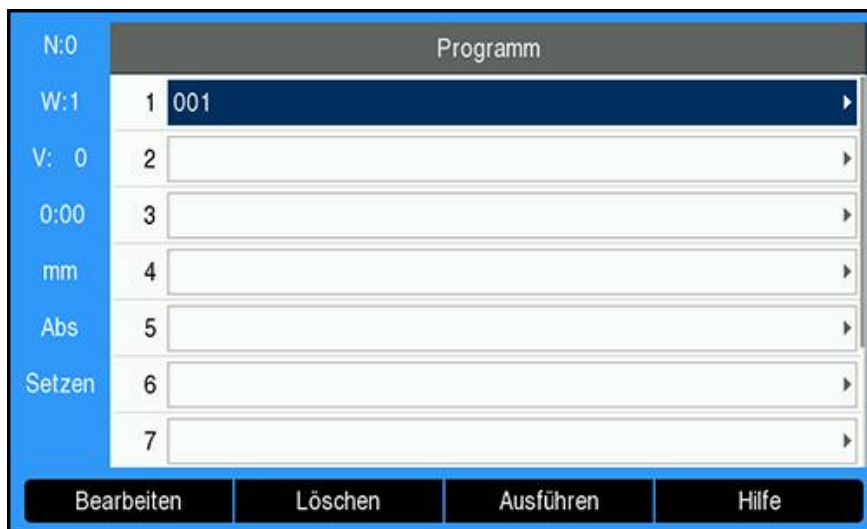 N:0
Programm
W:1
1 001
V: 0
2
0:00
3
mm
4
Abs
5
Setzen
6
7
Bearbeiten Löschen Ausführen Hilfe